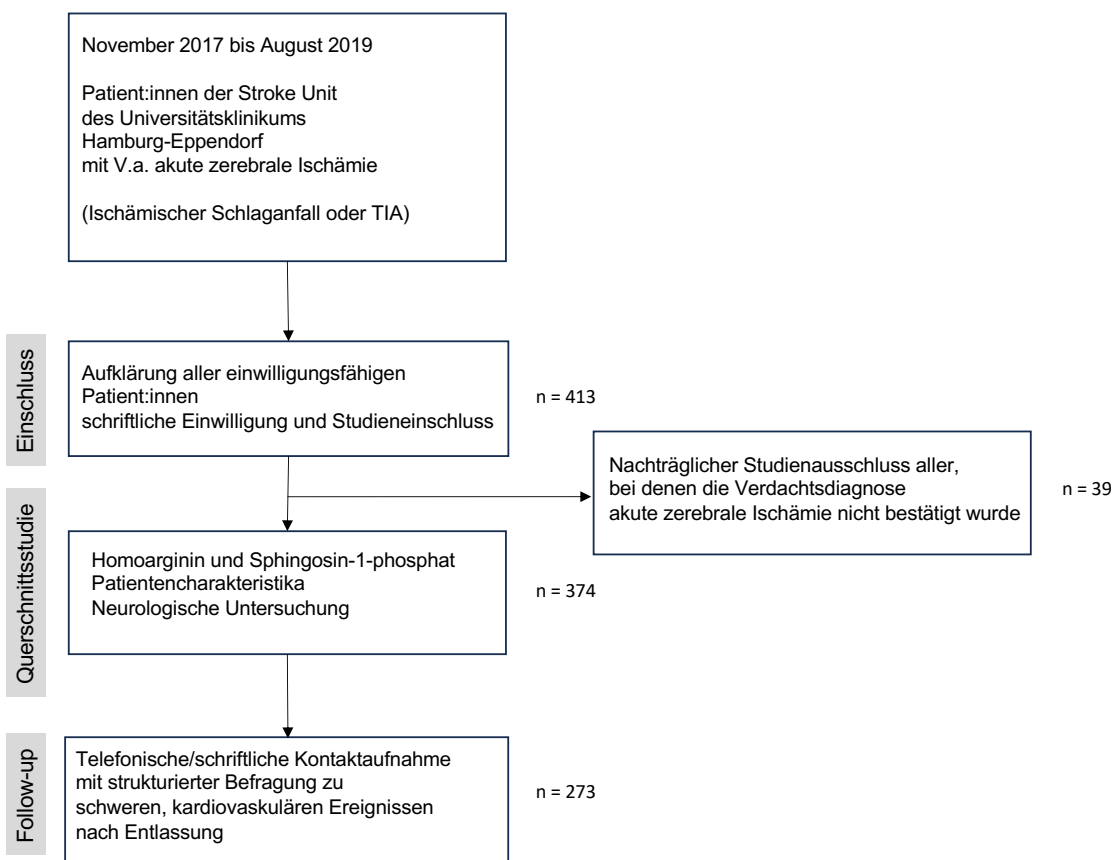 November 2017 bis August 2019
Patient:innen der Stroke Unit
des Universitätsklinikums
Hamburg-Eppendorf
mit V.a. akute zerebrale Ischämie
(Ischämischer Schlaganfall oder TIA)
Einschluss
Aufklärung aller einwilligungsfähigen
Patient:innen
schriftliche Einwilligung und Studieneinschluss
n = 413
Nachträglicher Studienausschluss aller,
bei denen die Verdachtsdiagnose
akute zerebrale Ischämie nicht bestätigt wurde
n = 39
Querschnittsstudie
Homoarginin und Sphingosin-1-phosphat
Patientencharakteristika
Neurologische Untersuchung
n = 374
Follow-up
Telefonische/schriftliche Kontaktaufnahme
mit strukturierter Befragung zu
schweren, kardiovaskulären Ereignissen
nach Entlassung
n = 273